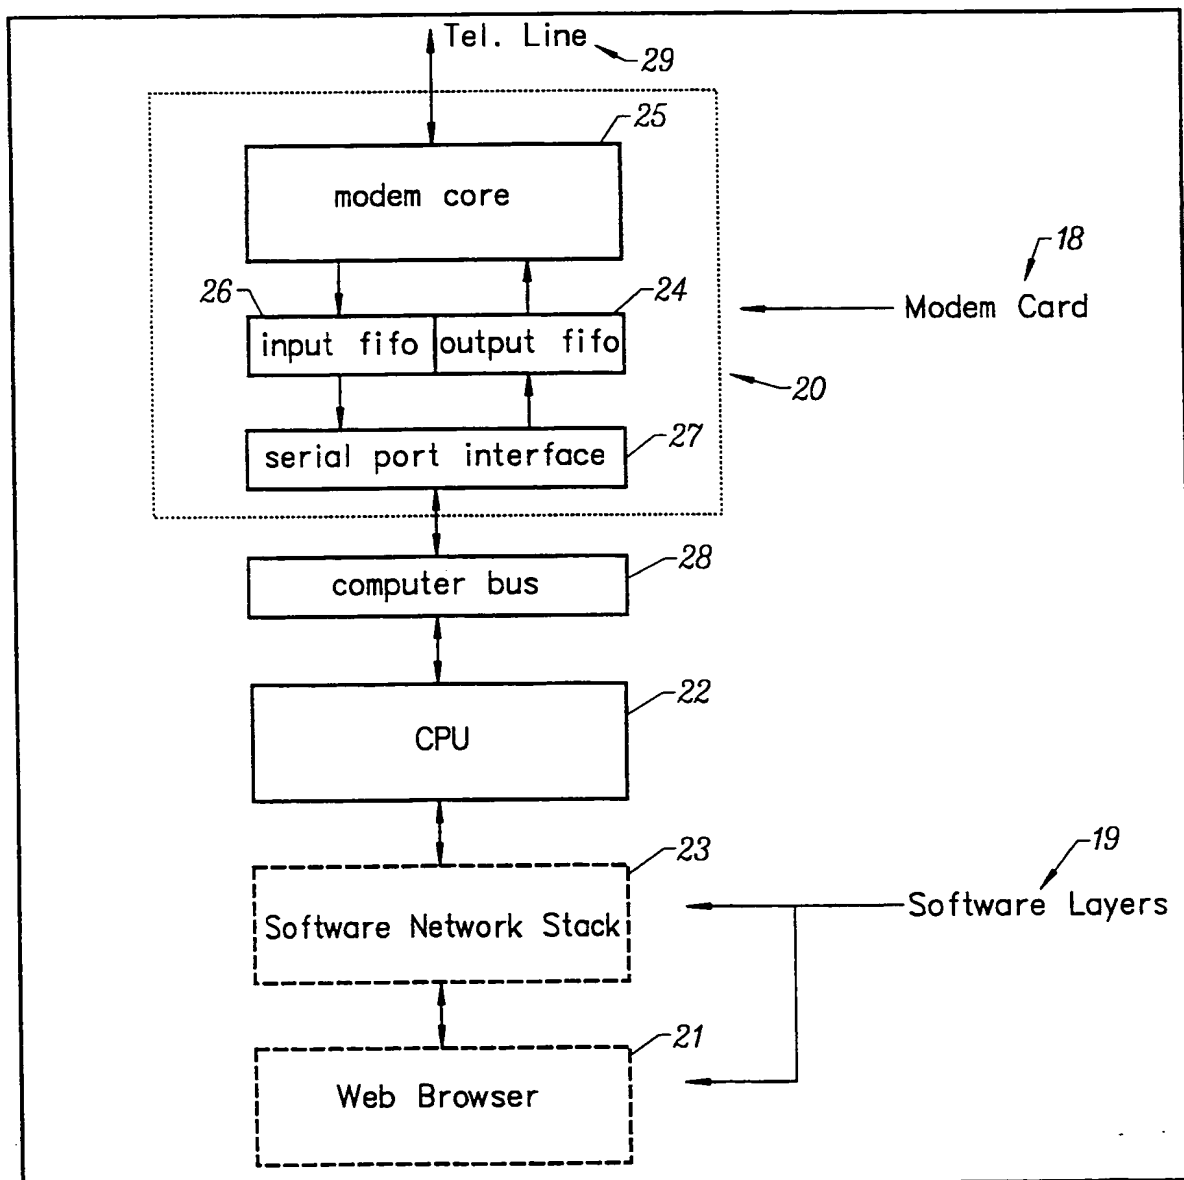 Tel. Line
29
25
modem core
18
Modem Card
26
24
input fifo
output fifo
20
27
serial port interface
28
computer bus
22
CPU
23
19
Software Layers
Software Network Stack
21
Web Browser